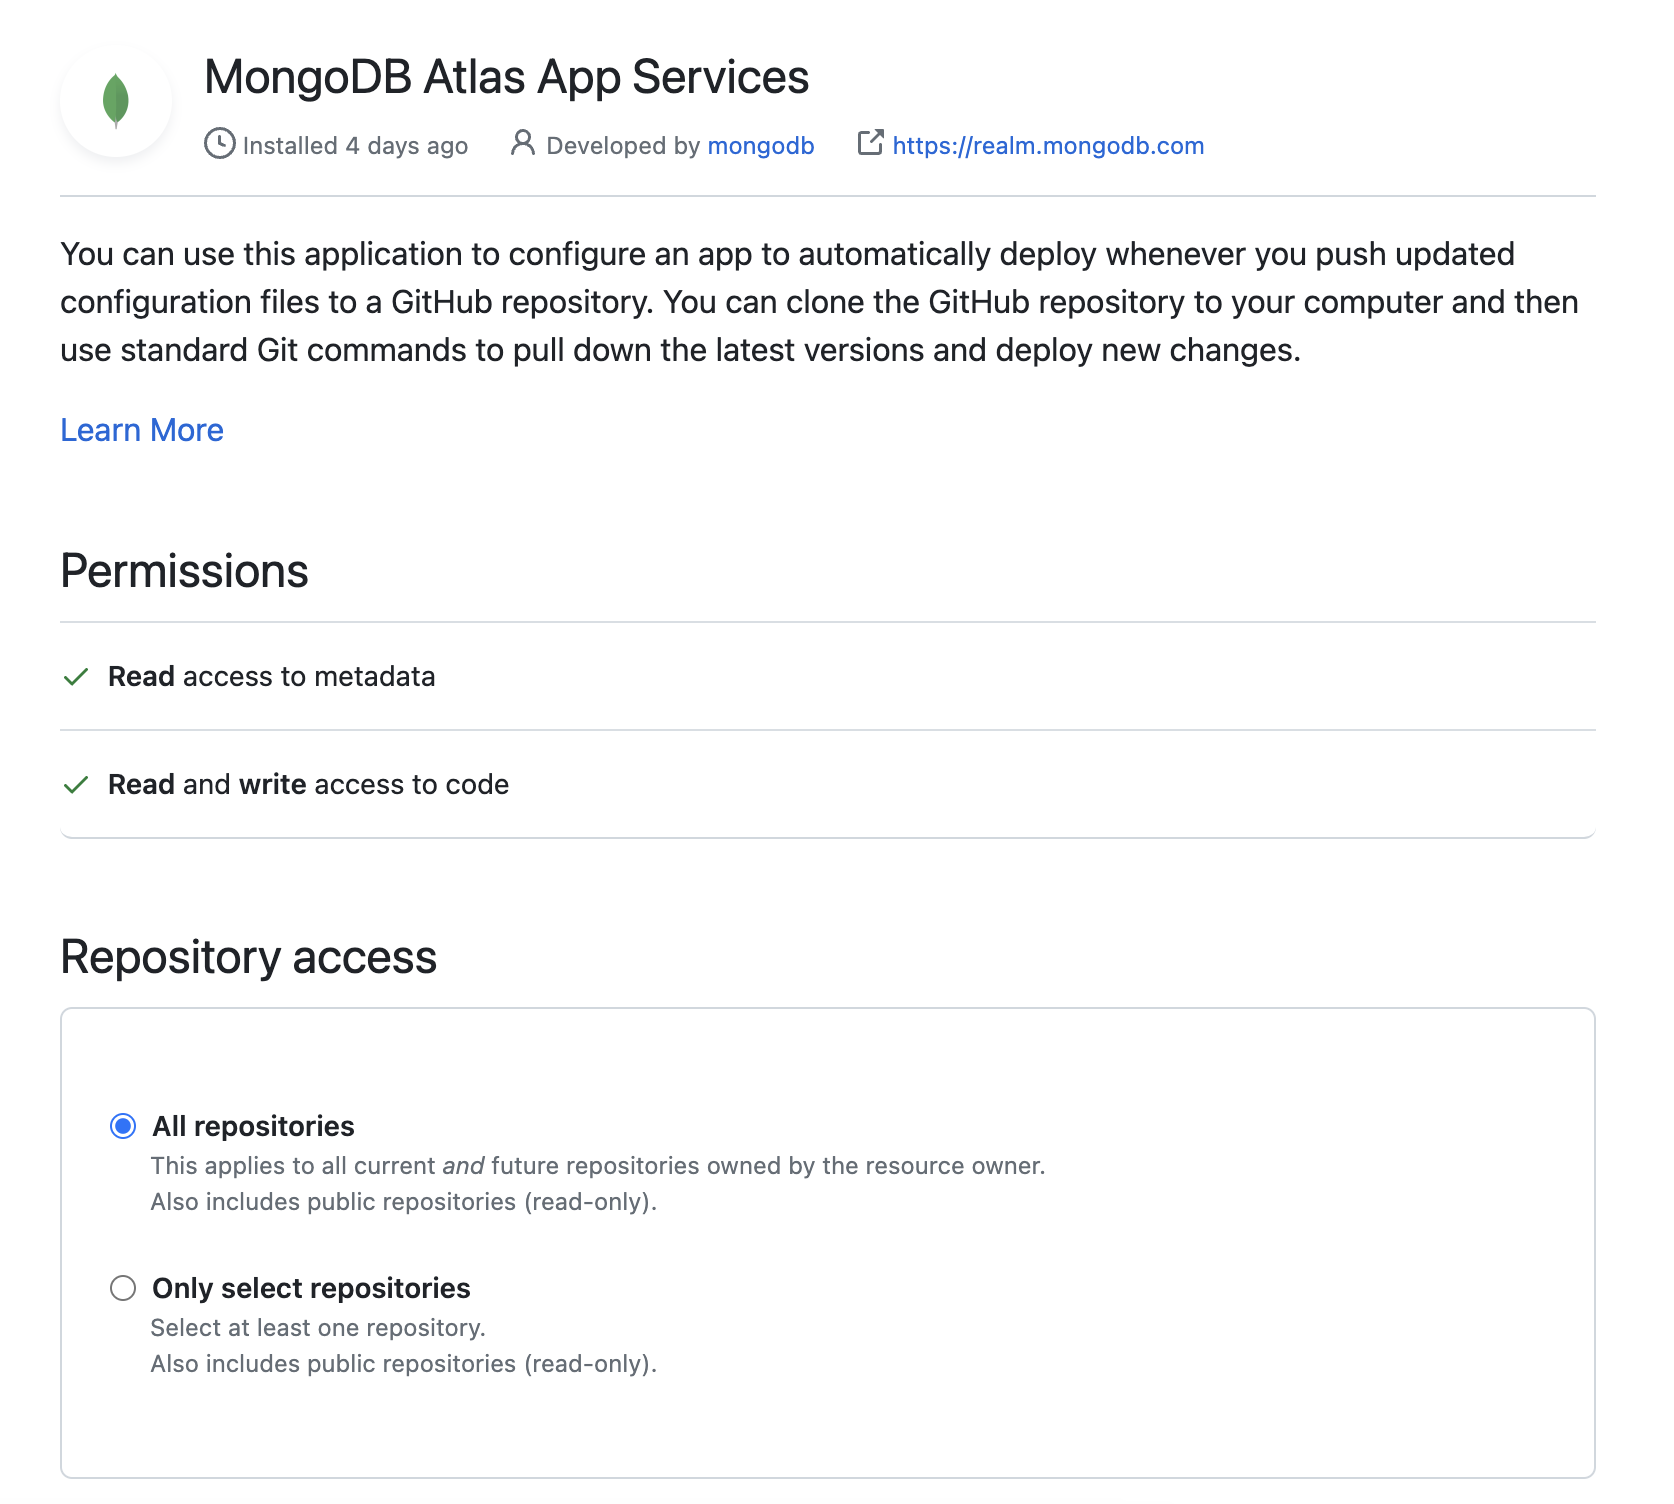 MongoDB Atlas App Services
Installed 4 days ago Developed by mongodb https://realm.mongodb.com
You can use this application to configure an app to automatically deploy whenever you push updated
configuration files to a GitHub repository. You can clone the GitHub repository to your computer and then
use standard Git commands to pull down the latest versions and deploy new changes.
Learn More
Permissions
Read access to metadata
Read and write access to code
Repository access
All repositories
This applies to all current and future repositories owned by the resource owner.
Also includes public repositories (read-only).
Only select repositories
Select at least one repository.
Also includes public repositories (read-only).